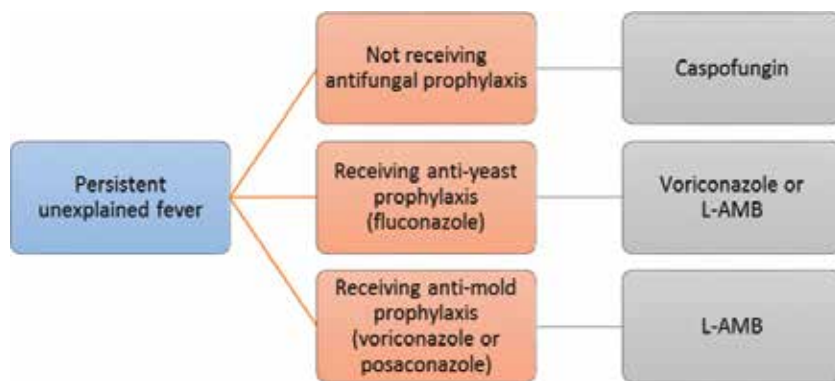 Persistent
unexplained fever
Not receiving
antifungal prophylaxis
Caspofungin
Receiving anti-yeast
prophylaxis
(fluconazole)
Voriconazole or
L-AMB
Receiving anti-mold
prophylaxis
(voriconazole or
posaconazole)
L-AMB